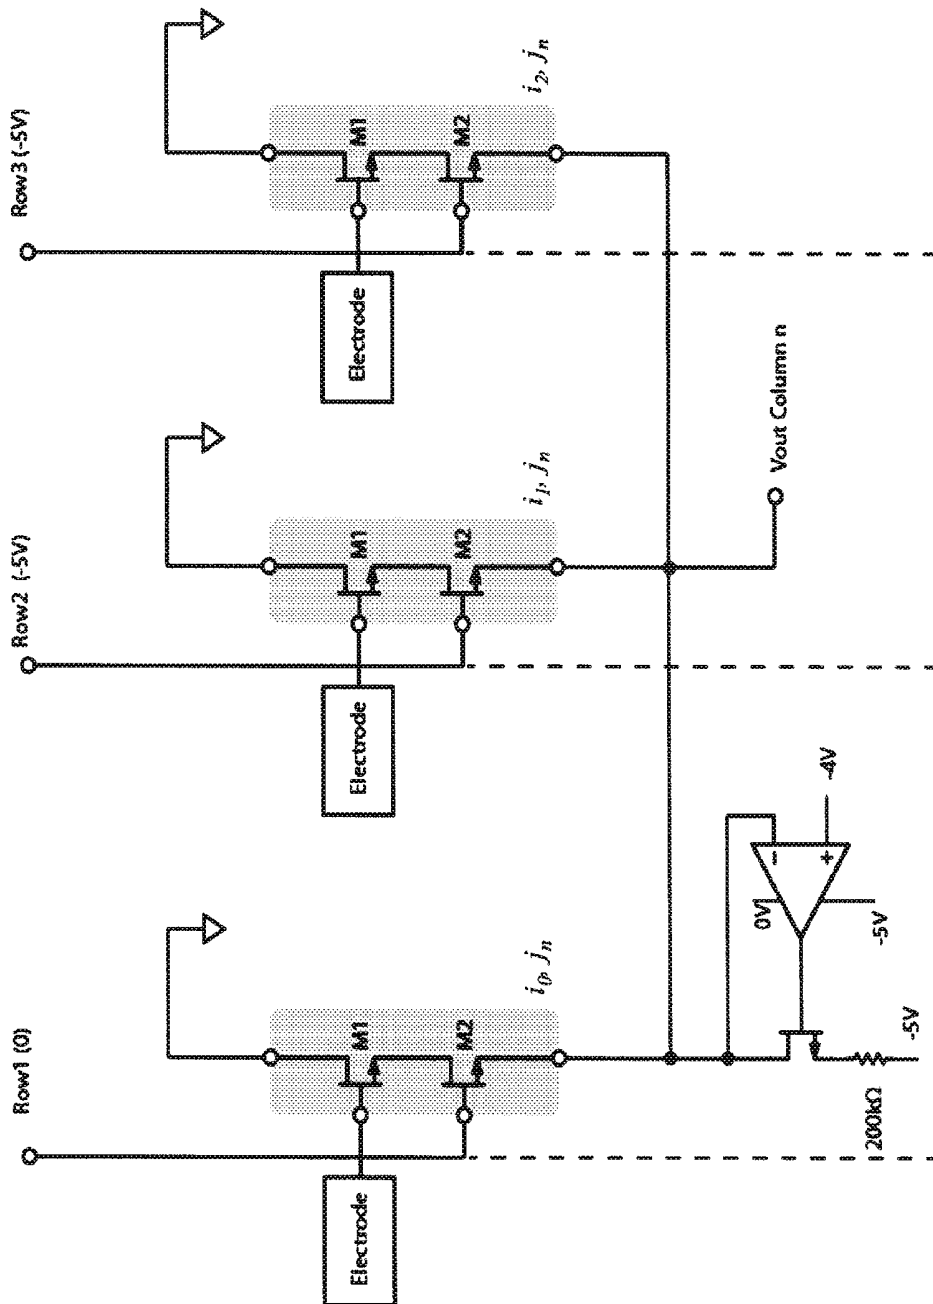 Row1 (0)
Row2 (-5V)
Row3 (-5V)
Electrode
M1
M2
i0, jn
Electrode
M1
M2
i1, jn
Electrode
M1
M2
i2, jn
Vout Column n
0V
-
+
-4V
-5V
-5V
200kΩ